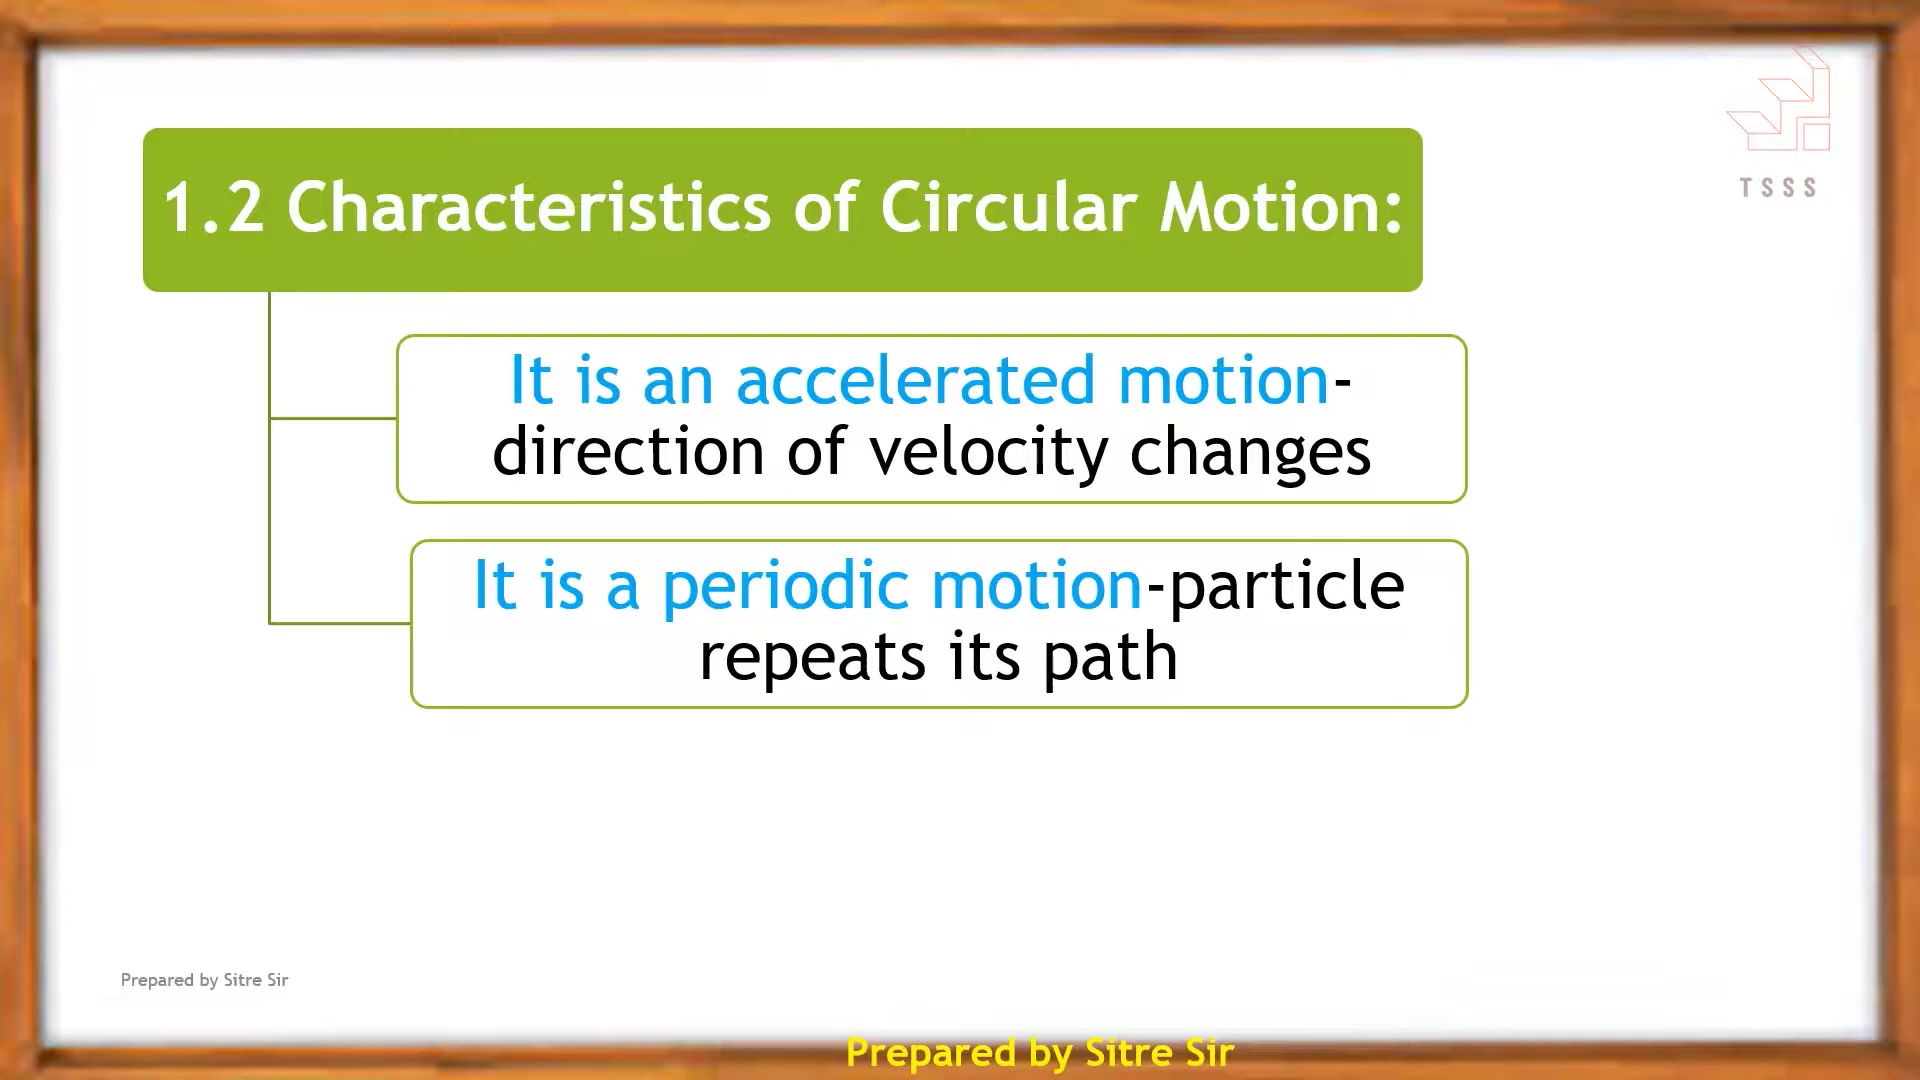 TSSS
1.2 Characteristics of Circular Motion:
It is an accelerated motion-
direction of velocity changes
It is a periodic motion-particle
repeats its path
Prepared by Sitre Sir
Prepared by Sitre Sir